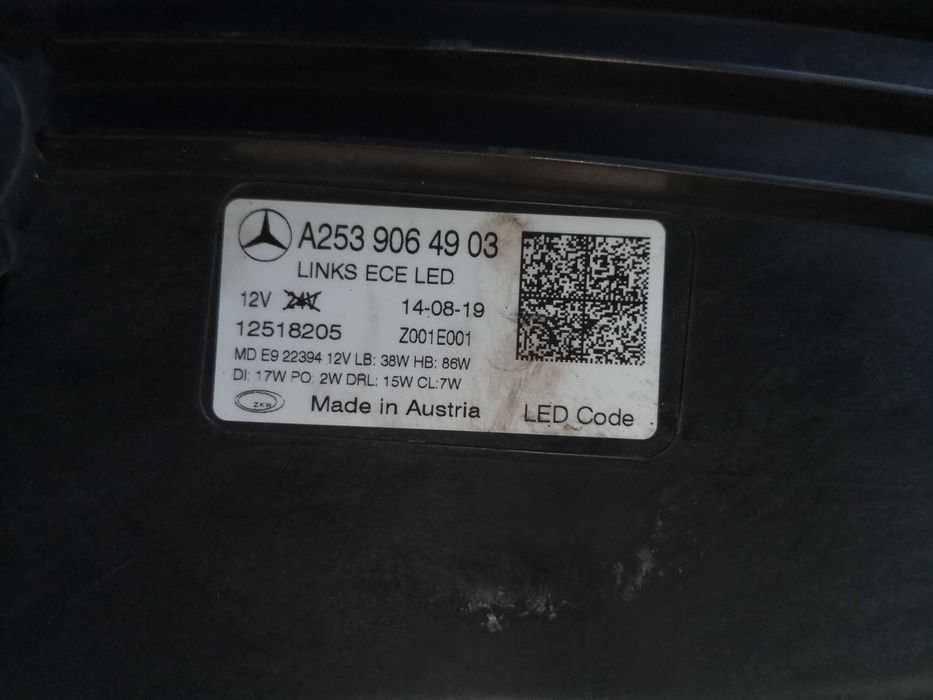 A253 906 49 03
LINKS ECE LED
12V 24V 14-08-19
12518205 Z001E001
MD E9 22394 12V LB: 38W HB: 86W
DI: 17W PO: 2W DRL: 15W CL:7W
ZKW Made in Austria LED Code